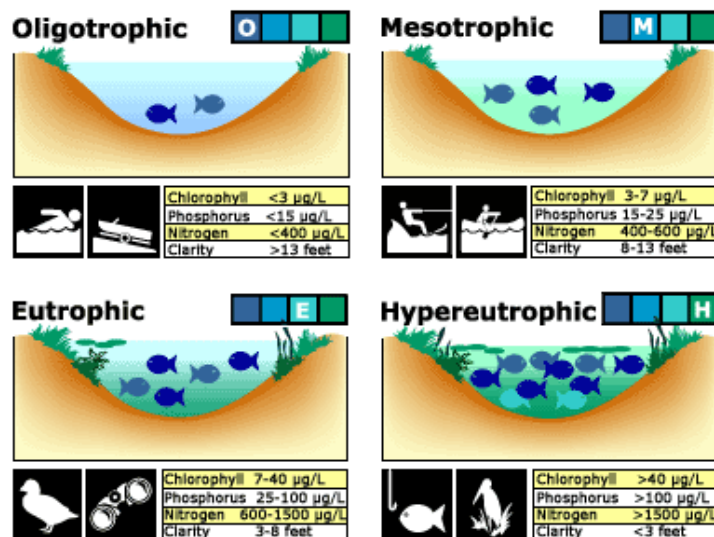 Oligotrophic O
Mesotrophic M
Chlorophyll <3 µg/L
Phosphorus <15 µg/L
Nitrogen <400 µg/L
Clarity >13 feet
Chlorophyll 3-7 µg/L
Phosphorus 15-25 µg/L
Nitrogen 400-600 µg/L
Clarity 8-13 feet
Eutrophic E
Hypereutrophic H
Chlorophyll 7-40 µg/L
Phosphorus 25-100 µg/L
Nitrogen 600-1500 µg/L
Clarity 3-8 feet
Chlorophyll >40 µg/L
Phosphorus >100 µg/L
Nitrogen >1500 µg/L
Clarity <3 feet